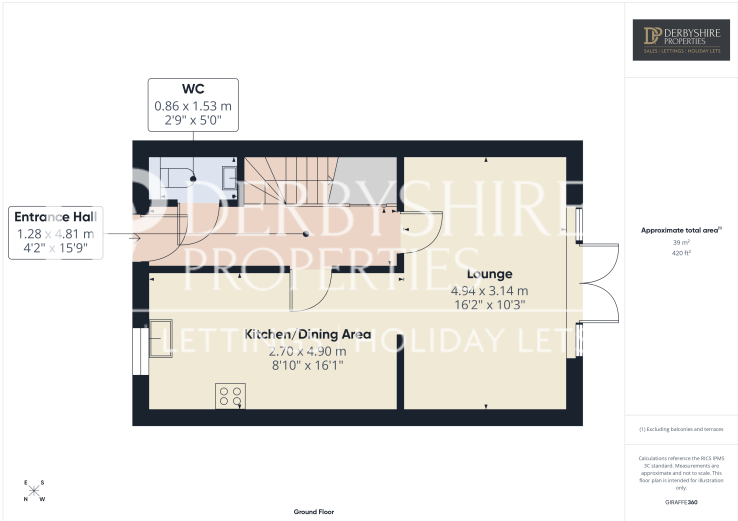 DP DERBYSHIRE
PROPERTIES
SALES | LETTINGS | HOLIDAY LETS
WC
0.86 x 1.53 m
2'9" x 5'0"
Entrance Hall
1.28 x 4.81 m
4'2" x 15'9"
DERBYSHIRE
PROPERTIES
LETTINGS | HOLIDAY LETS
Lounge
4.94 x 3.14 m
16'2" x 10'3"
Kitchen/Dining Area
2.70 x 4.90 m
8'10" x 16'1"
Approximate total area(1)
39 m²
420 ft²
(1) Excluding balconies and terraces
Calculations reference the RICS IPMS
3C standard. Measurements are
approximate and not to scale. This
floor plan is intended for illustration
only.
GIRAFFE360
E S
N W
Ground Floor